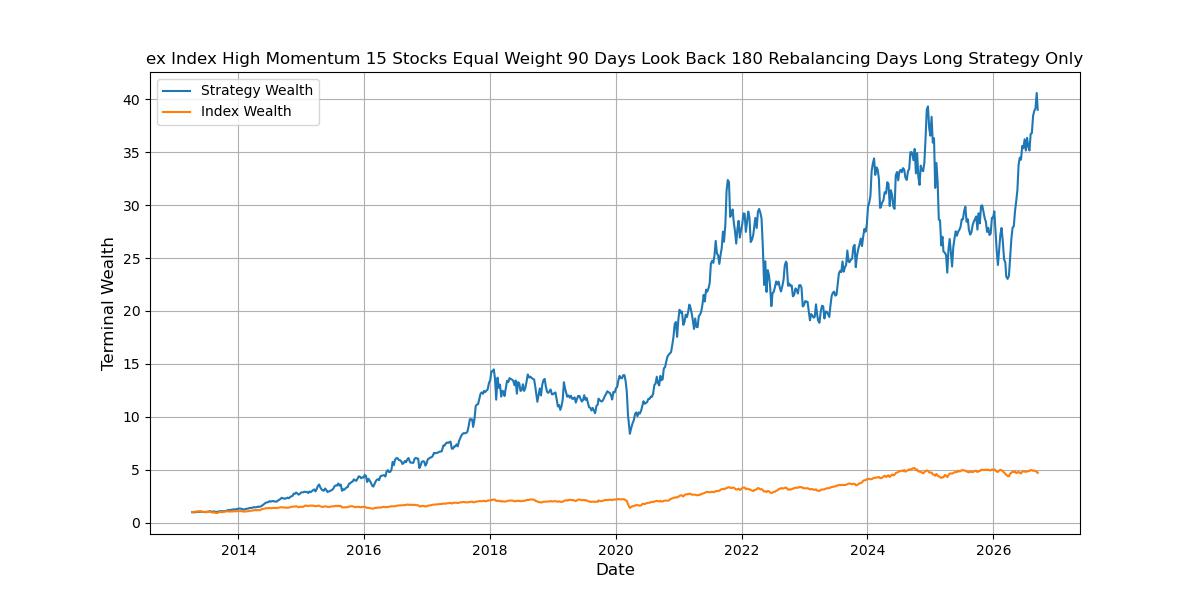 ex Index High Momentum 15 Stocks Equal Weight 90 Days Look Back 180 Rebalancing Days Long Strategy Only
Strategy Wealth
Index Wealth
Terminal Wealth
40
35
30
25
20
15
10
5
0
2014 2016 2018 2020 2022 2024 2026
Date